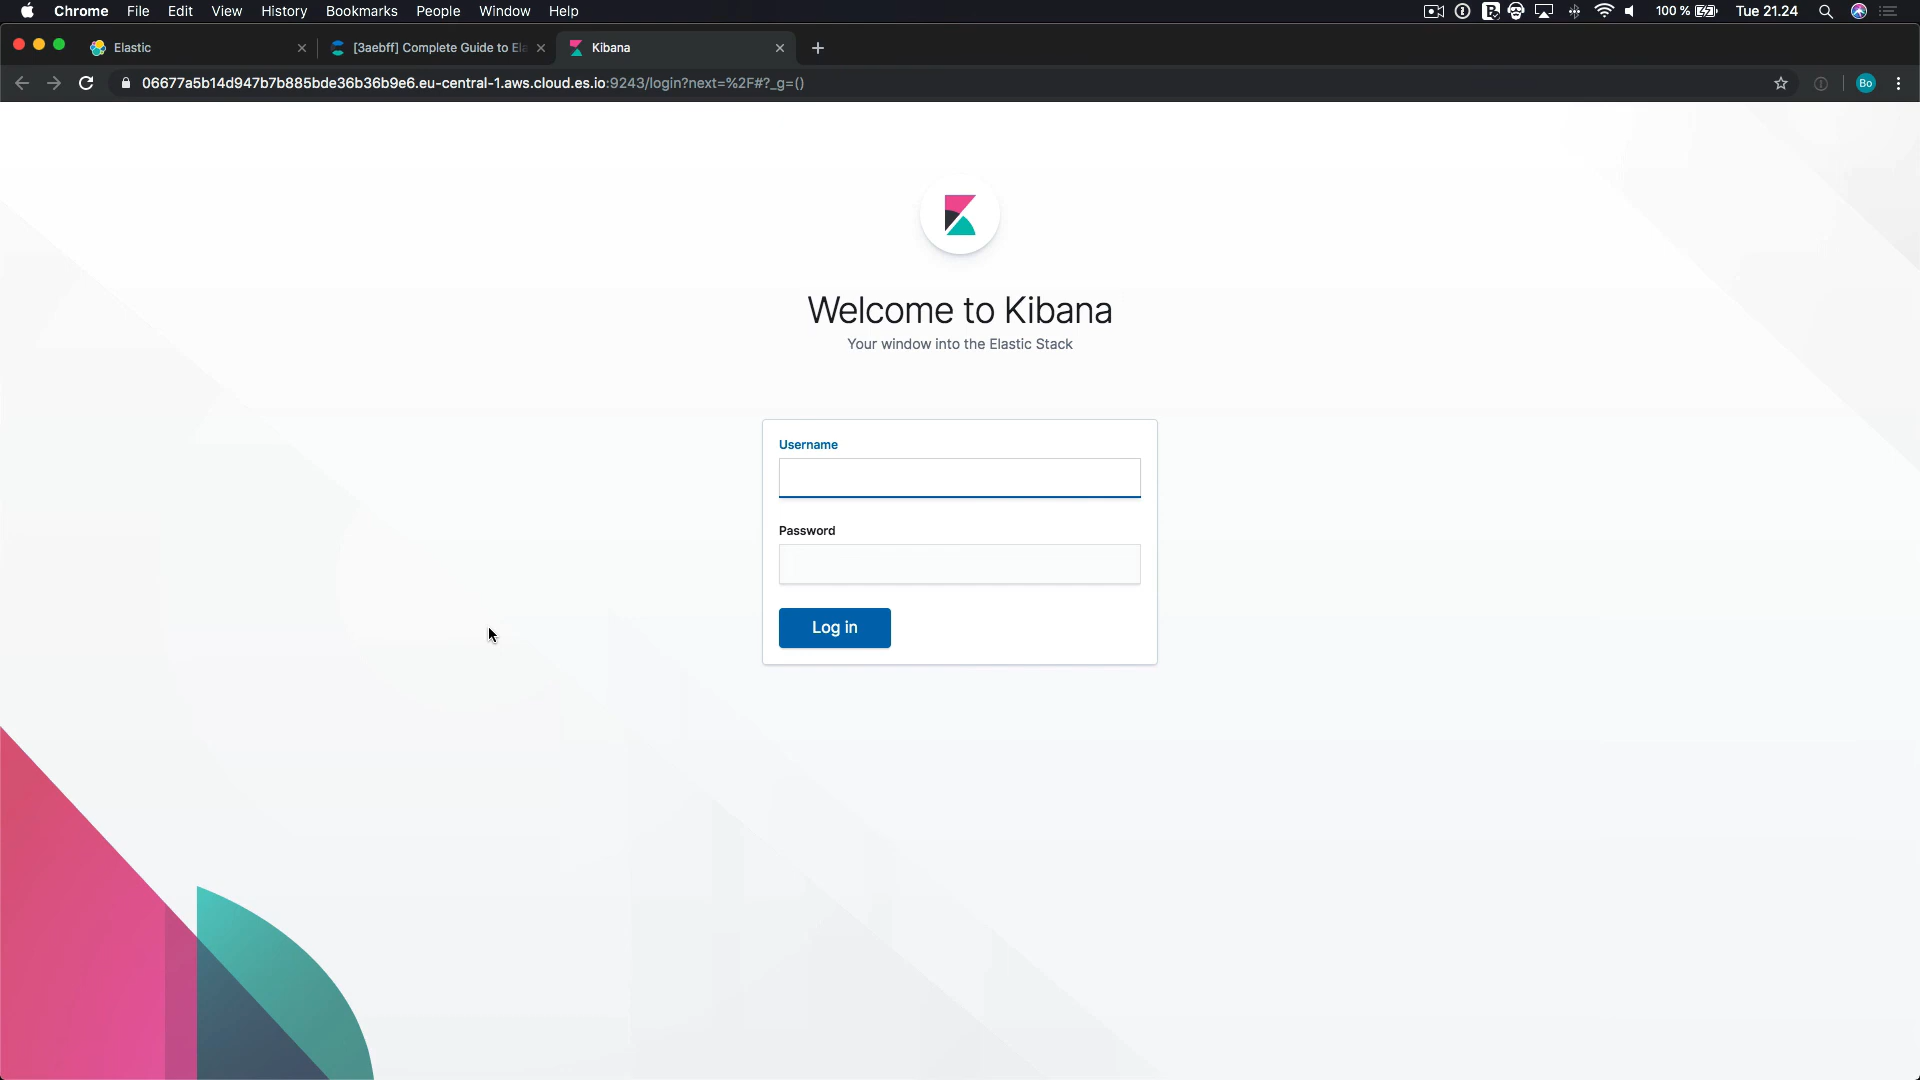 Chrome File Edit View History Bookmarks People Window Help 100 % Tue 21.24
Elastic [3aebff] Complete Guide to Ela Kibana
06677a5b14d947b7b885bde36b36b9e6.eu-central-1.aws.cloud.es.io:9243/login?next=%2F#?_g=() Bo
Welcome to Kibana
Your window into the Elastic Stack
Username
Password
Log in